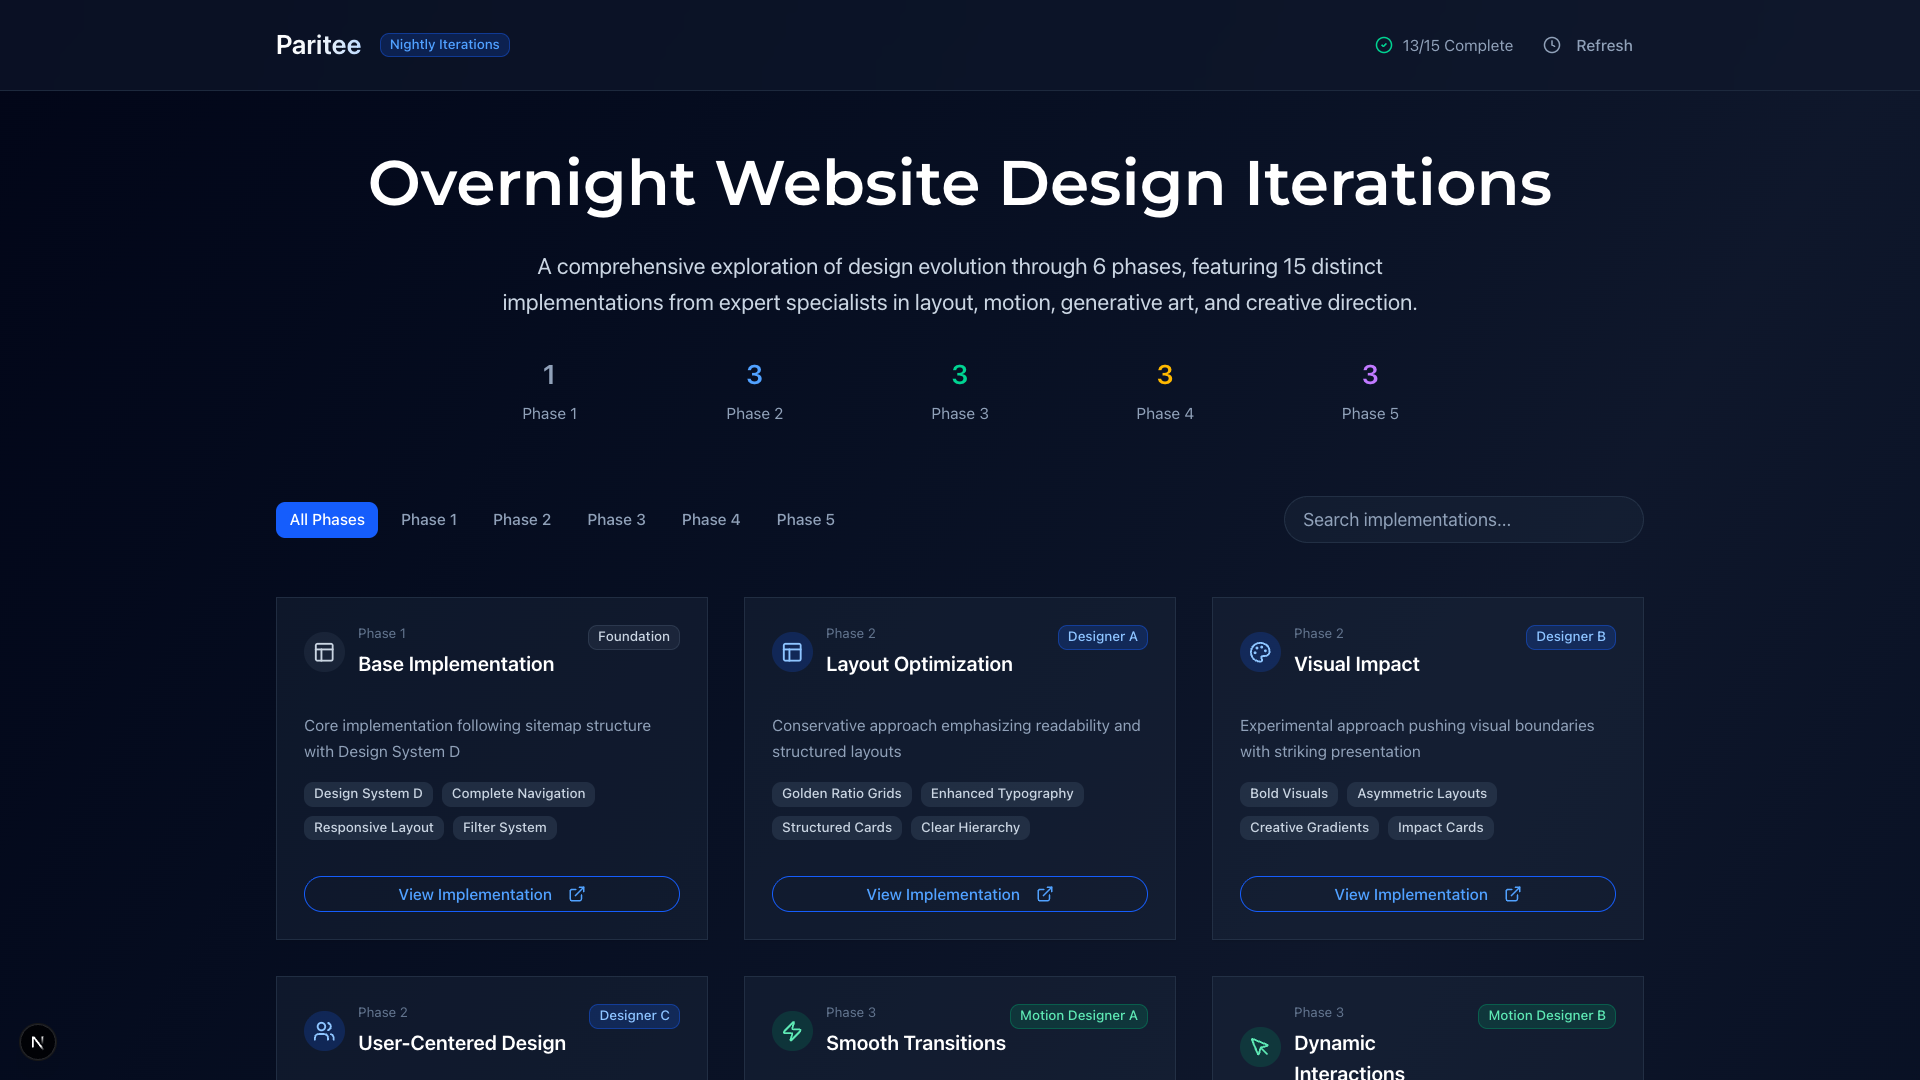 Paritee
Nightly Iterations
13/15 Complete
Refresh
Overnight Website Design Iterations
A comprehensive exploration of design evolution through 6 phases, featuring 15 distinct
implementations from expert specialists in layout, motion, generative art, and creative direction.
1
Phase 1
3
Phase 2
3
Phase 3
3
Phase 4
3
Phase 5
All Phases
Phase 1
Phase 2
Phase 3
Phase 4
Phase 5
Search implementations...
Phase 1
Foundation
Base Implementation
Core implementation following sitemap structure
with Design System D
Design System D
Complete Navigation
Responsive Layout
Filter System
View Implementation
Phase 2
Designer A
Layout Optimization
Conservative approach emphasizing readability and
structured layouts
Golden Ratio Grids
Enhanced Typography
Structured Cards
Clear Hierarchy
View Implementation
Phase 2
Designer B
Visual Impact
Experimental approach pushing visual boundaries
with striking presentation
Bold Visuals
Asymmetric Layouts
Creative Gradients
Impact Cards
View Implementation
Phase 2
Designer C
User-Centered Design
Phase 3
Motion Designer A
Smooth Transitions
Phase 3
Motion Designer B
Dynamic
Interactions
N